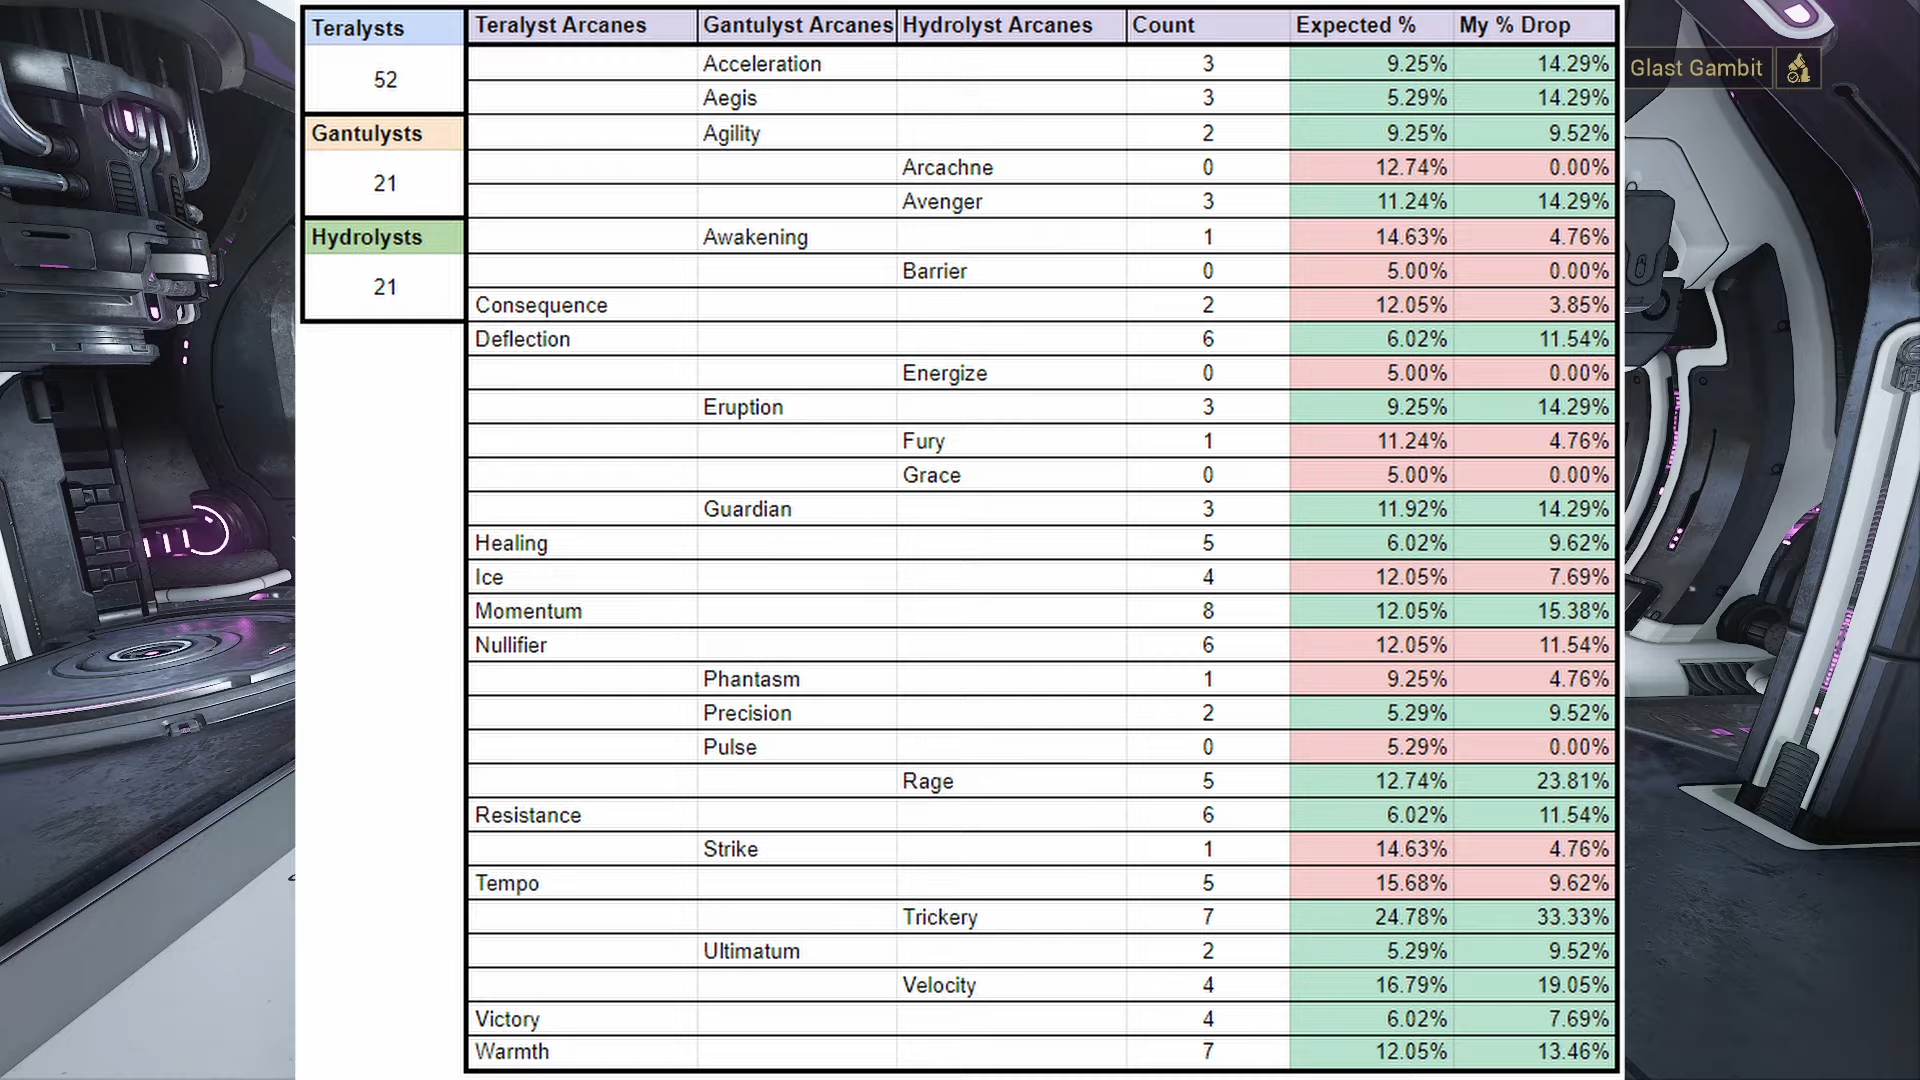 Teralysts
52
Gantulysts
21
Hydrolysts
21
Teralyst Arcanes Gantulyst Arcanes Hydrolyst Arcanes Count Expected % My % Drop
Acceleration 3 9.25% 14.29%
Aegis 3 5.29% 14.29%
Agility 2 9.25% 9.52%
Arcachne 0 12.74% 0.00%
Avenger 3 11.24% 14.29%
Awakening 1 14.63% 4.76%
Barrier 0 5.00% 0.00%
Consequence 2 12.05% 3.85%
Deflection 6 6.02% 11.54%
Energize 0 5.00% 0.00%
Eruption 3 9.25% 14.29%
Fury 1 11.24% 4.76%
Grace 0 5.00% 0.00%
Guardian 3 11.92% 14.29%
Healing 5 6.02% 9.62%
Ice 4 12.05% 7.69%
Momentum 8 12.05% 15.38%
Nullifier 6 12.05% 11.54%
Phantasm 1 9.25% 4.76%
Precision 2 5.29% 9.52%
Pulse 0 5.29% 0.00%
Rage 5 12.74% 23.81%
Resistance 6 6.02% 11.54%
Strike 1 14.63% 4.76%
Tempo 5 15.68% 9.62%
Trickery 7 24.78% 33.33%
Ultimatum 2 5.29% 9.52%
Velocity 4 16.79% 19.05%
Victory 4 6.02% 7.69%
Warmth 7 12.05% 13.46%
Glast Gambit